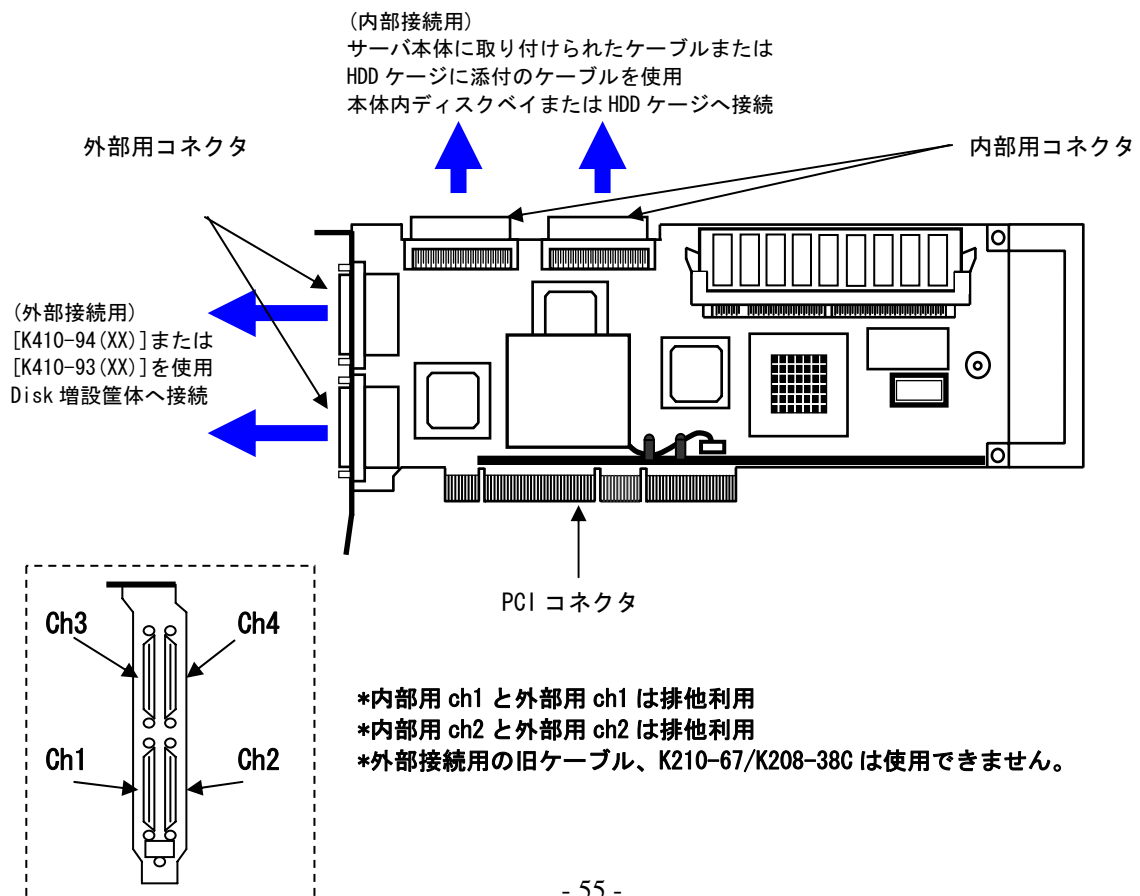 (内部接続用)
サーバ本体に取り付けられたケーブルまたは
HDD ケージに添付のケーブルを使用
本体内ディスクベイまたは HDD ケージへ接続
外部用コネクタ
内部用コネクタ
(外部接続用)
[K410-94(XX)]または
[K410-93(XX)]を使用
Disk 増設筐体へ接続
PCI コネクタ
Ch3
Ch4
Ch1
Ch2
*内部用 ch1 と外部用 ch1 は排他利用
*内部用 ch2 と外部用 ch2 は排他利用
*外部接続用の旧ケーブル、K210-67/K208-38C は使用できません。
- 55 -